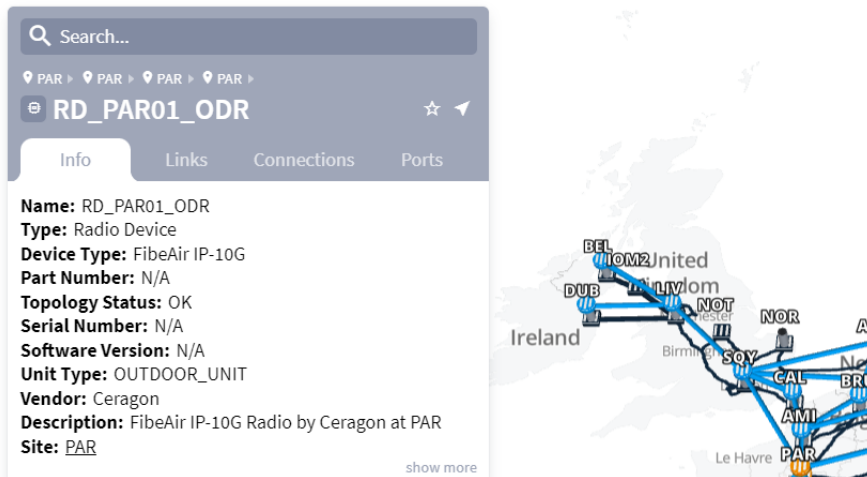 Search...
PAR PAR PAR PAR
RD_PAR01_ODR
Info Links Connections Ports
Name: RD_PAR01_ODR
Type: Radio Device
Device Type: FibeAir IP-10G
Part Number: N/A
Topology Status: OK
Serial Number: N/A
Software Version: N/A
Unit Type: OUTDOOR_UNIT
Vendor: Ceragon
Description: FibeAir IP-10G Radio by Ceragon at PAR
Site: PAR
show more
BEL
IOM2
United
DUB
LIV
NOT
Ireland
NOR
SOY
CAL
BRU
AMI
Le Havre
PAR